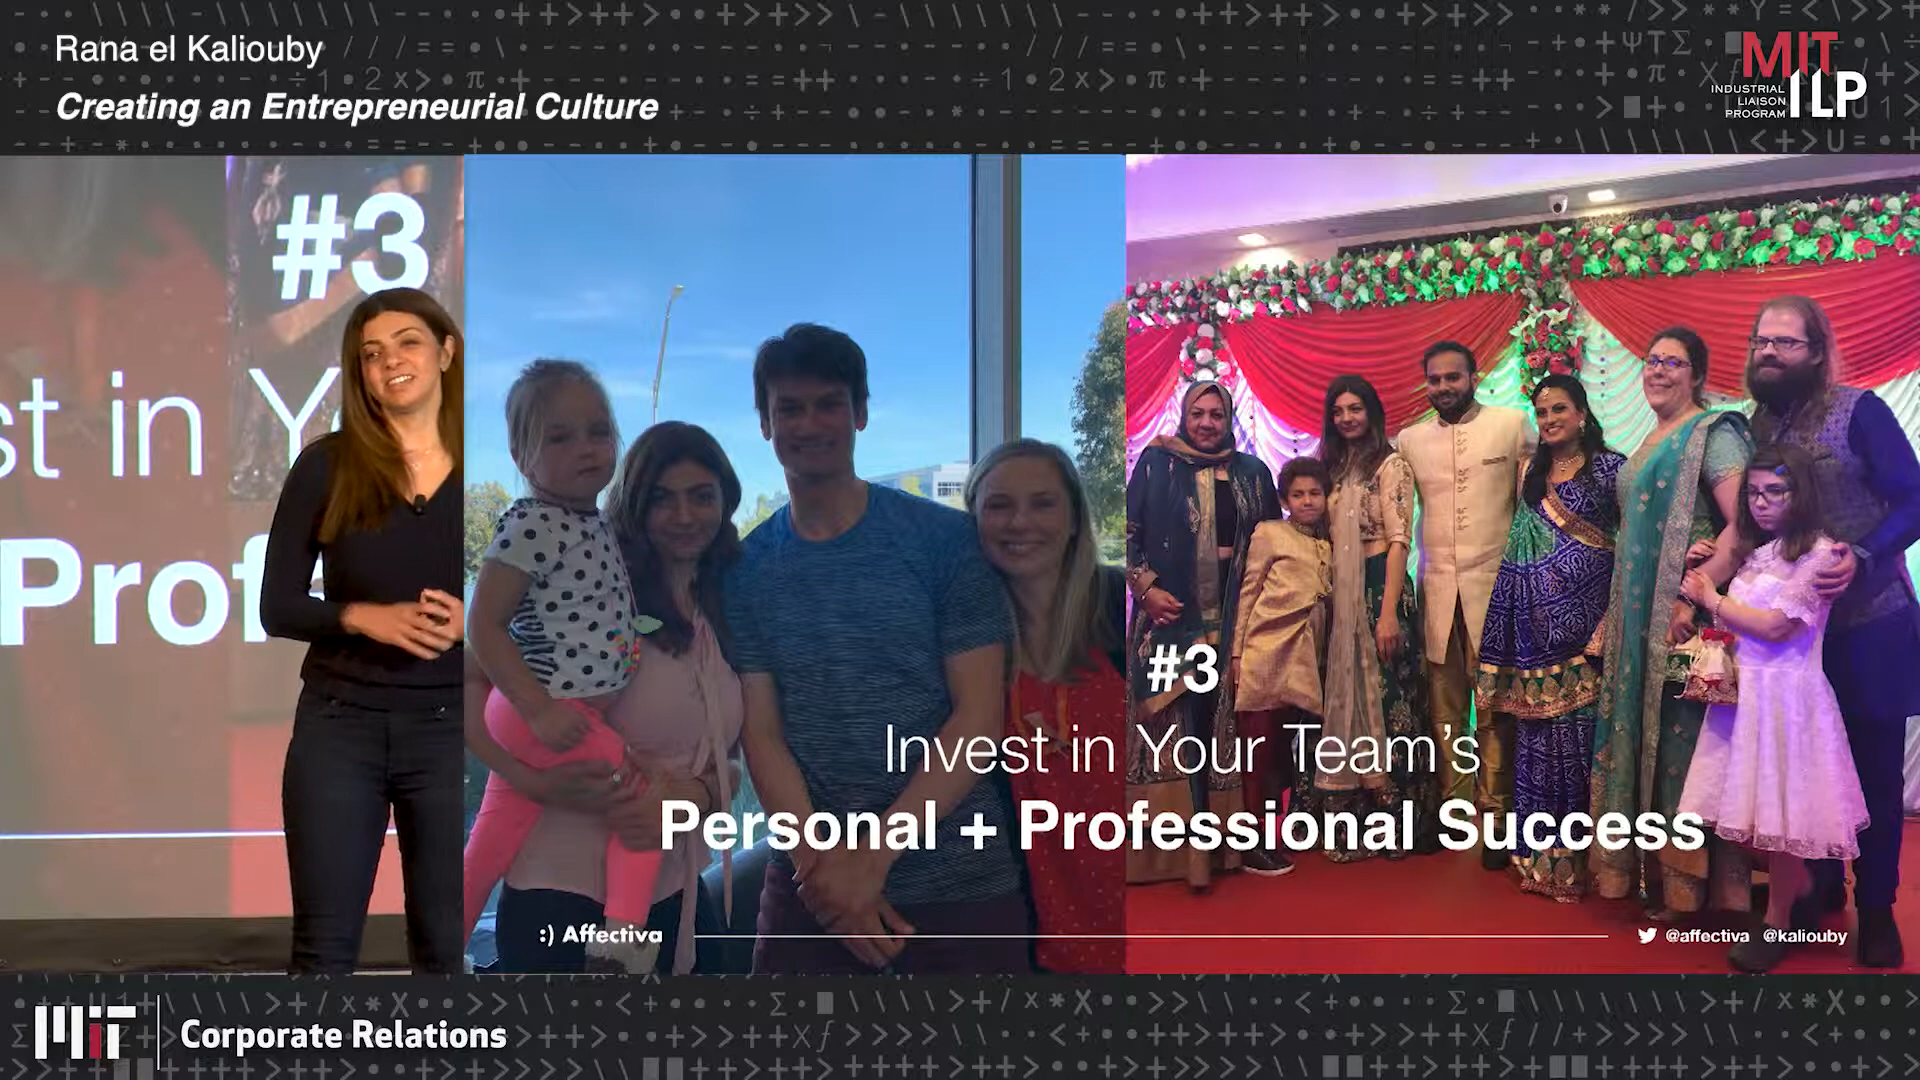 Rana el Kaliouby
Creating an Entrepreneurial Culture
MIT
INDUSTRIAL
LIAISON
PROGRAM
ILP
#3
st in Y
Prof
#3
Invest in Your Team's
Personal + Professional Success
:) Affectiva
@affectiva @kaliouby
MIT
Corporate Relations